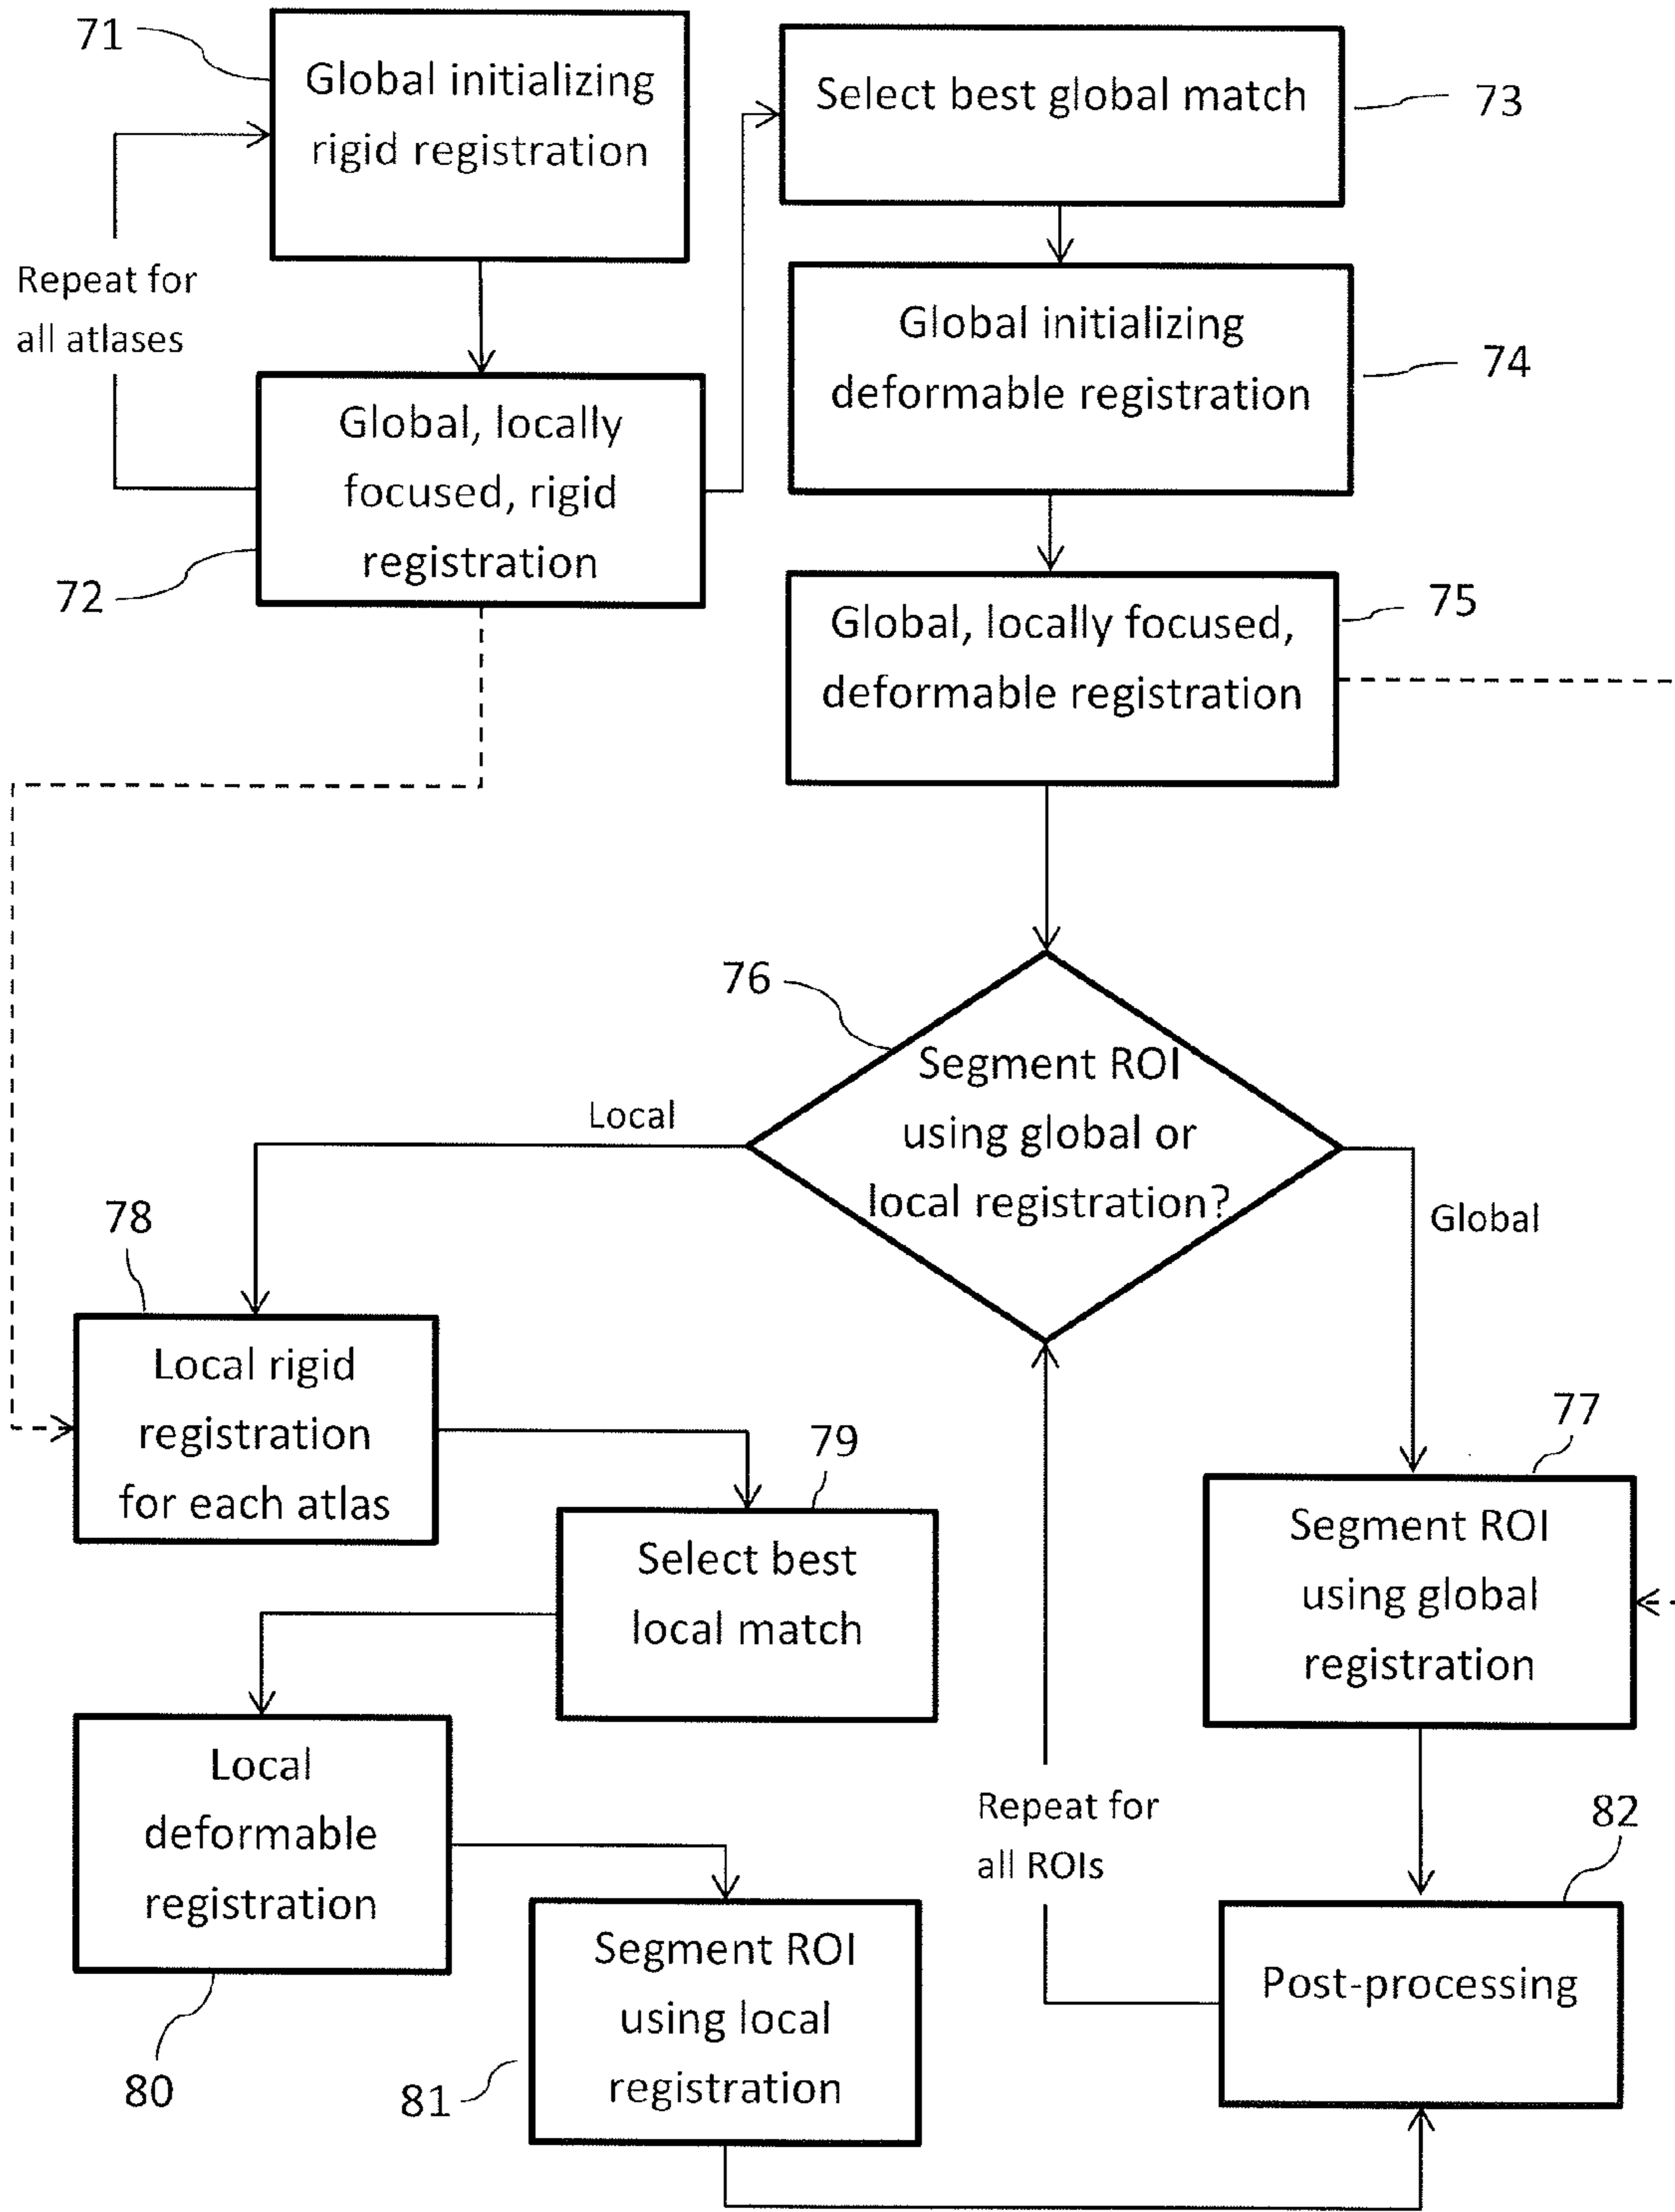 71
Global initializing
rigid registration
Repeat for
all atlases
Global, locally
focused, rigid
registration
72
Select best global match
73
Global initializing
deformable registration
74
Global, locally focused,
deformable registration
75
76
Segment ROI
using global or
local registration?
Local
Global
78
Local rigid
registration
for each atlas
79
Select best
local match
77
Segment ROI
using global
registration
Local
deformable
registration
80
Segment ROI
using local
registration
81
Repeat for
all ROIs
82
Post-processing